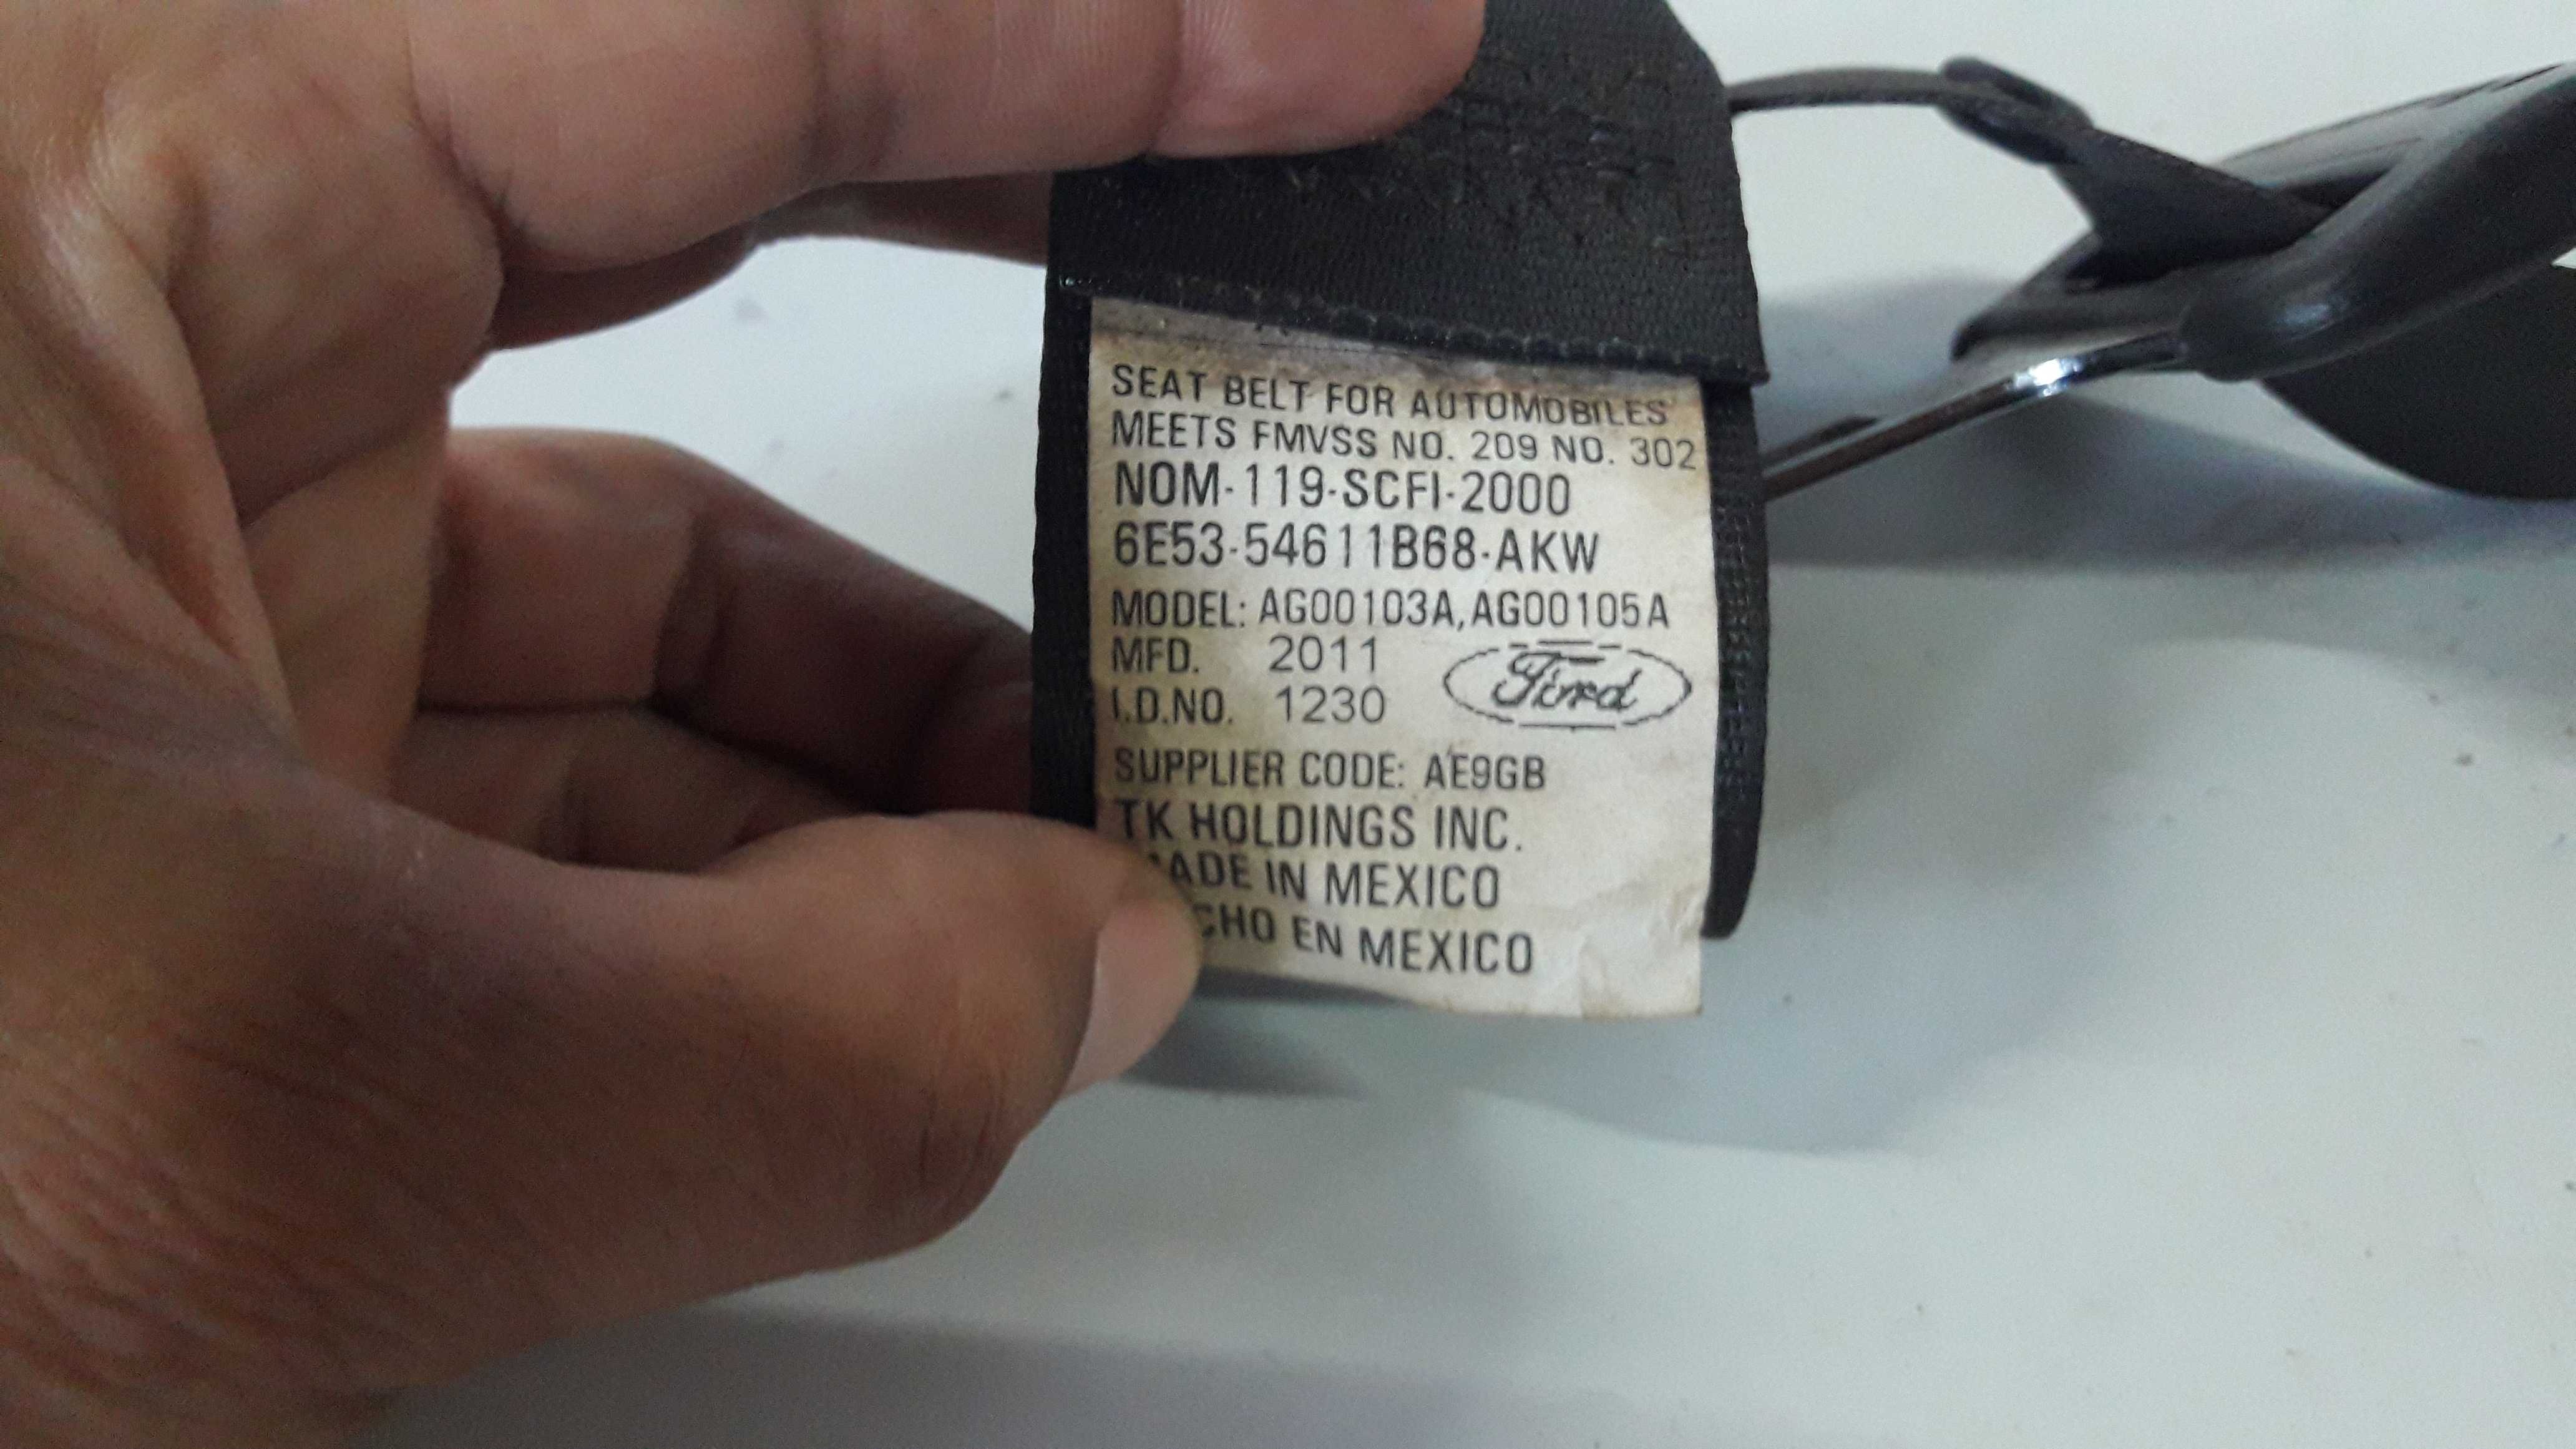 SEAT BELT FOR AUTOMOBILES
MEETS FMVSS NO. 209 NO. 302
NOM-119-SCFI-2000
6E53-54611B68-AKW
MODEL: AG00103A,AG00105A
MFD. 2011
I.D.NO. 1230
Ford
SUPPLIER CODE: AE9GB
TK HOLDINGS INC.
MADE IN MEXICO
CHO EN MEXICO